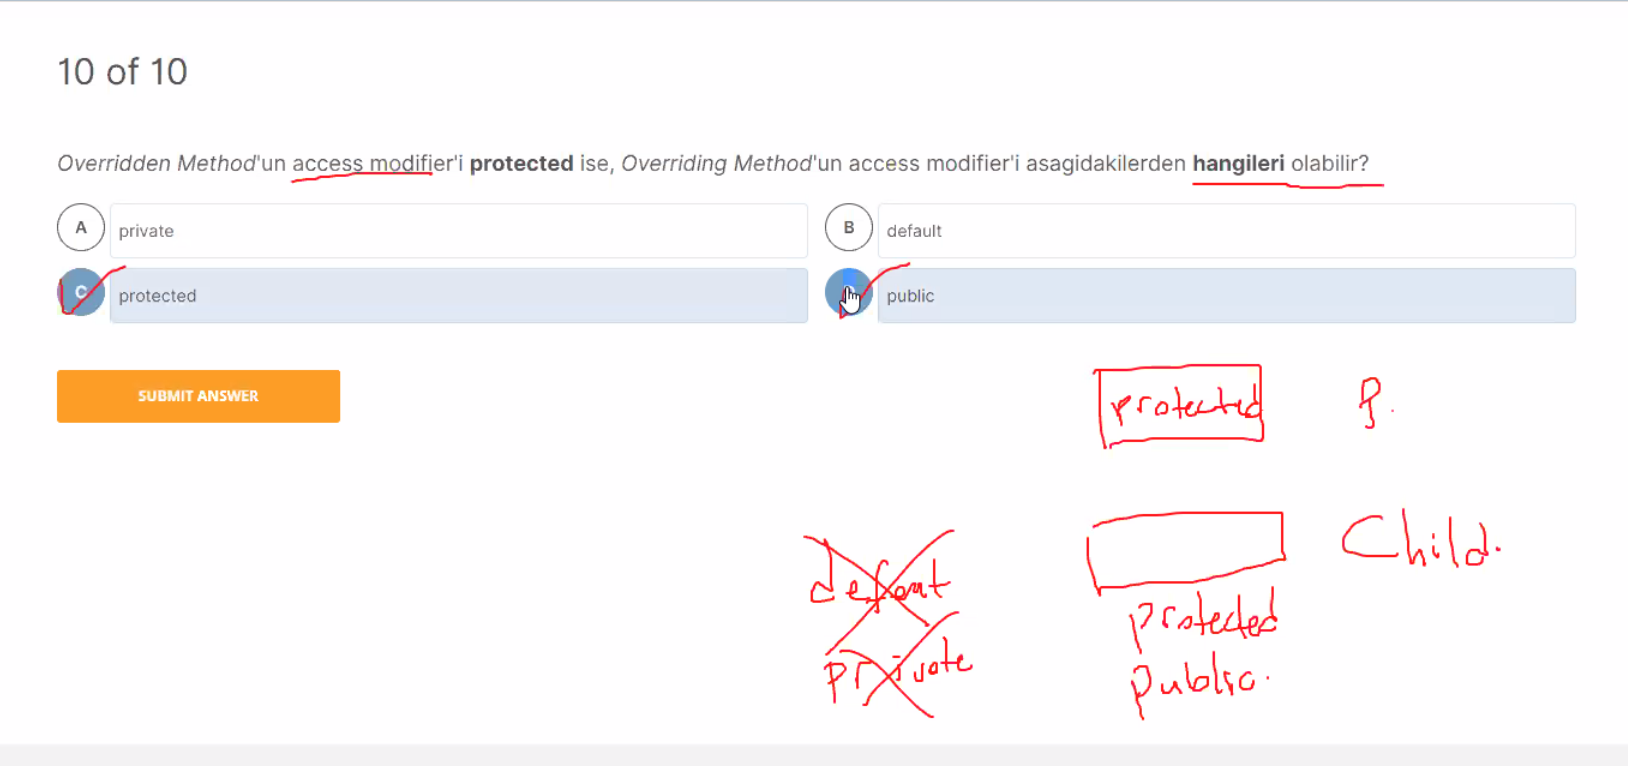 10 of 10
Overridden Method'un access modifier'i protected ise, Overriding Method'un access modifier'i asagidakilerden hangileri olabilir?
A private
B default
C protected
public
SUBMIT ANSWER
protected P.
Child.
defaut
protected
private
public.